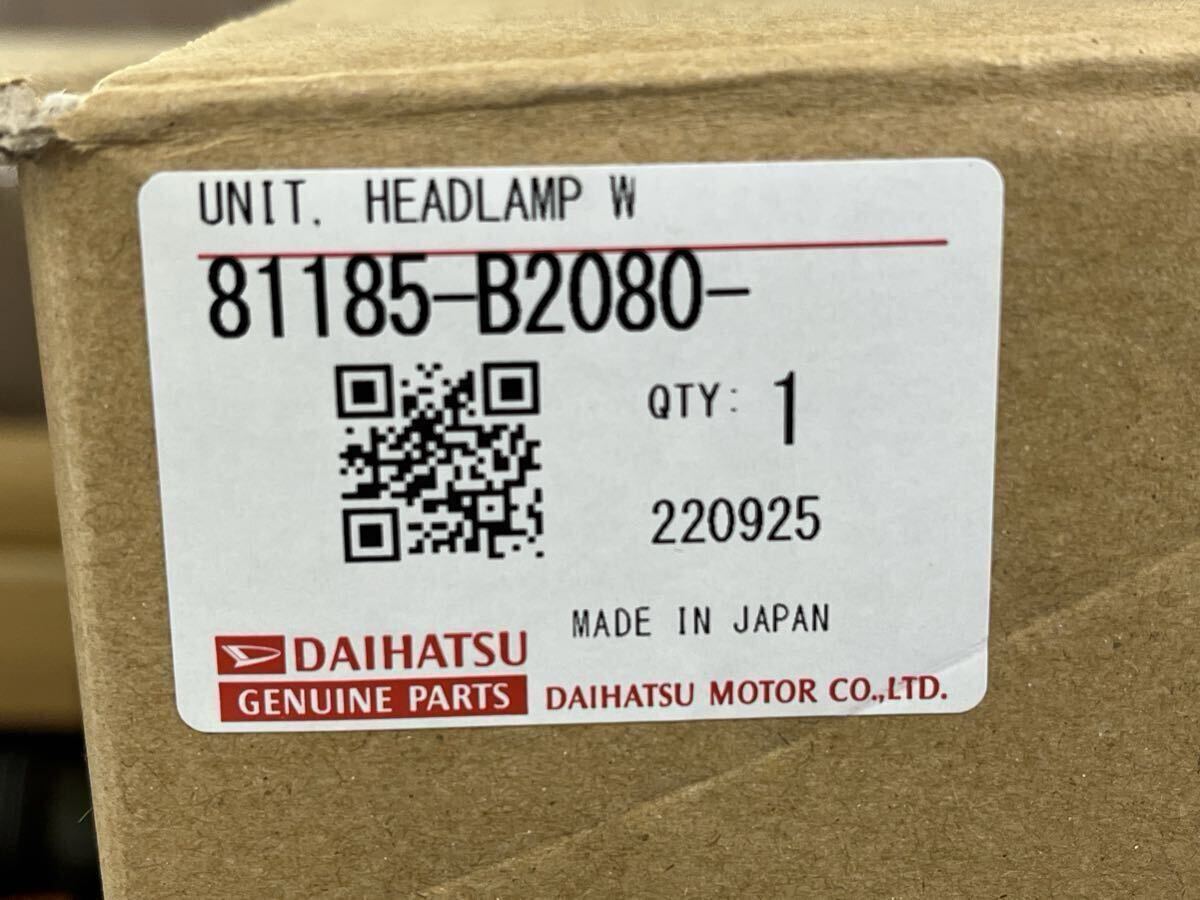 UNIT, HEADLAMP W
81185-B2080-
QTY: 1
220925
MADE IN JAPAN
DAIHATSU
GENUINE PARTS
DAIHATSU MOTOR CO.,LTD.